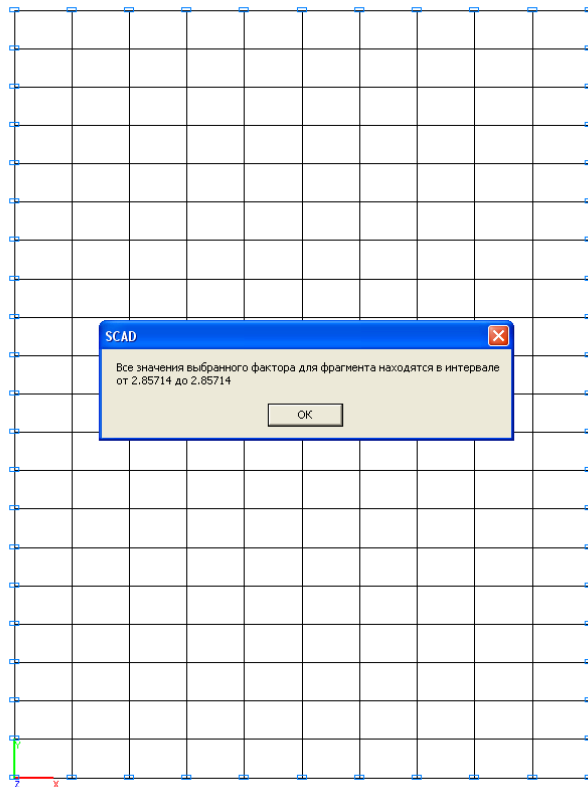 SCAD
Все значения выбранного фактора для фрагмента находятся в интервале
от 2.85714 до 2.85714
OK
Y
Z X